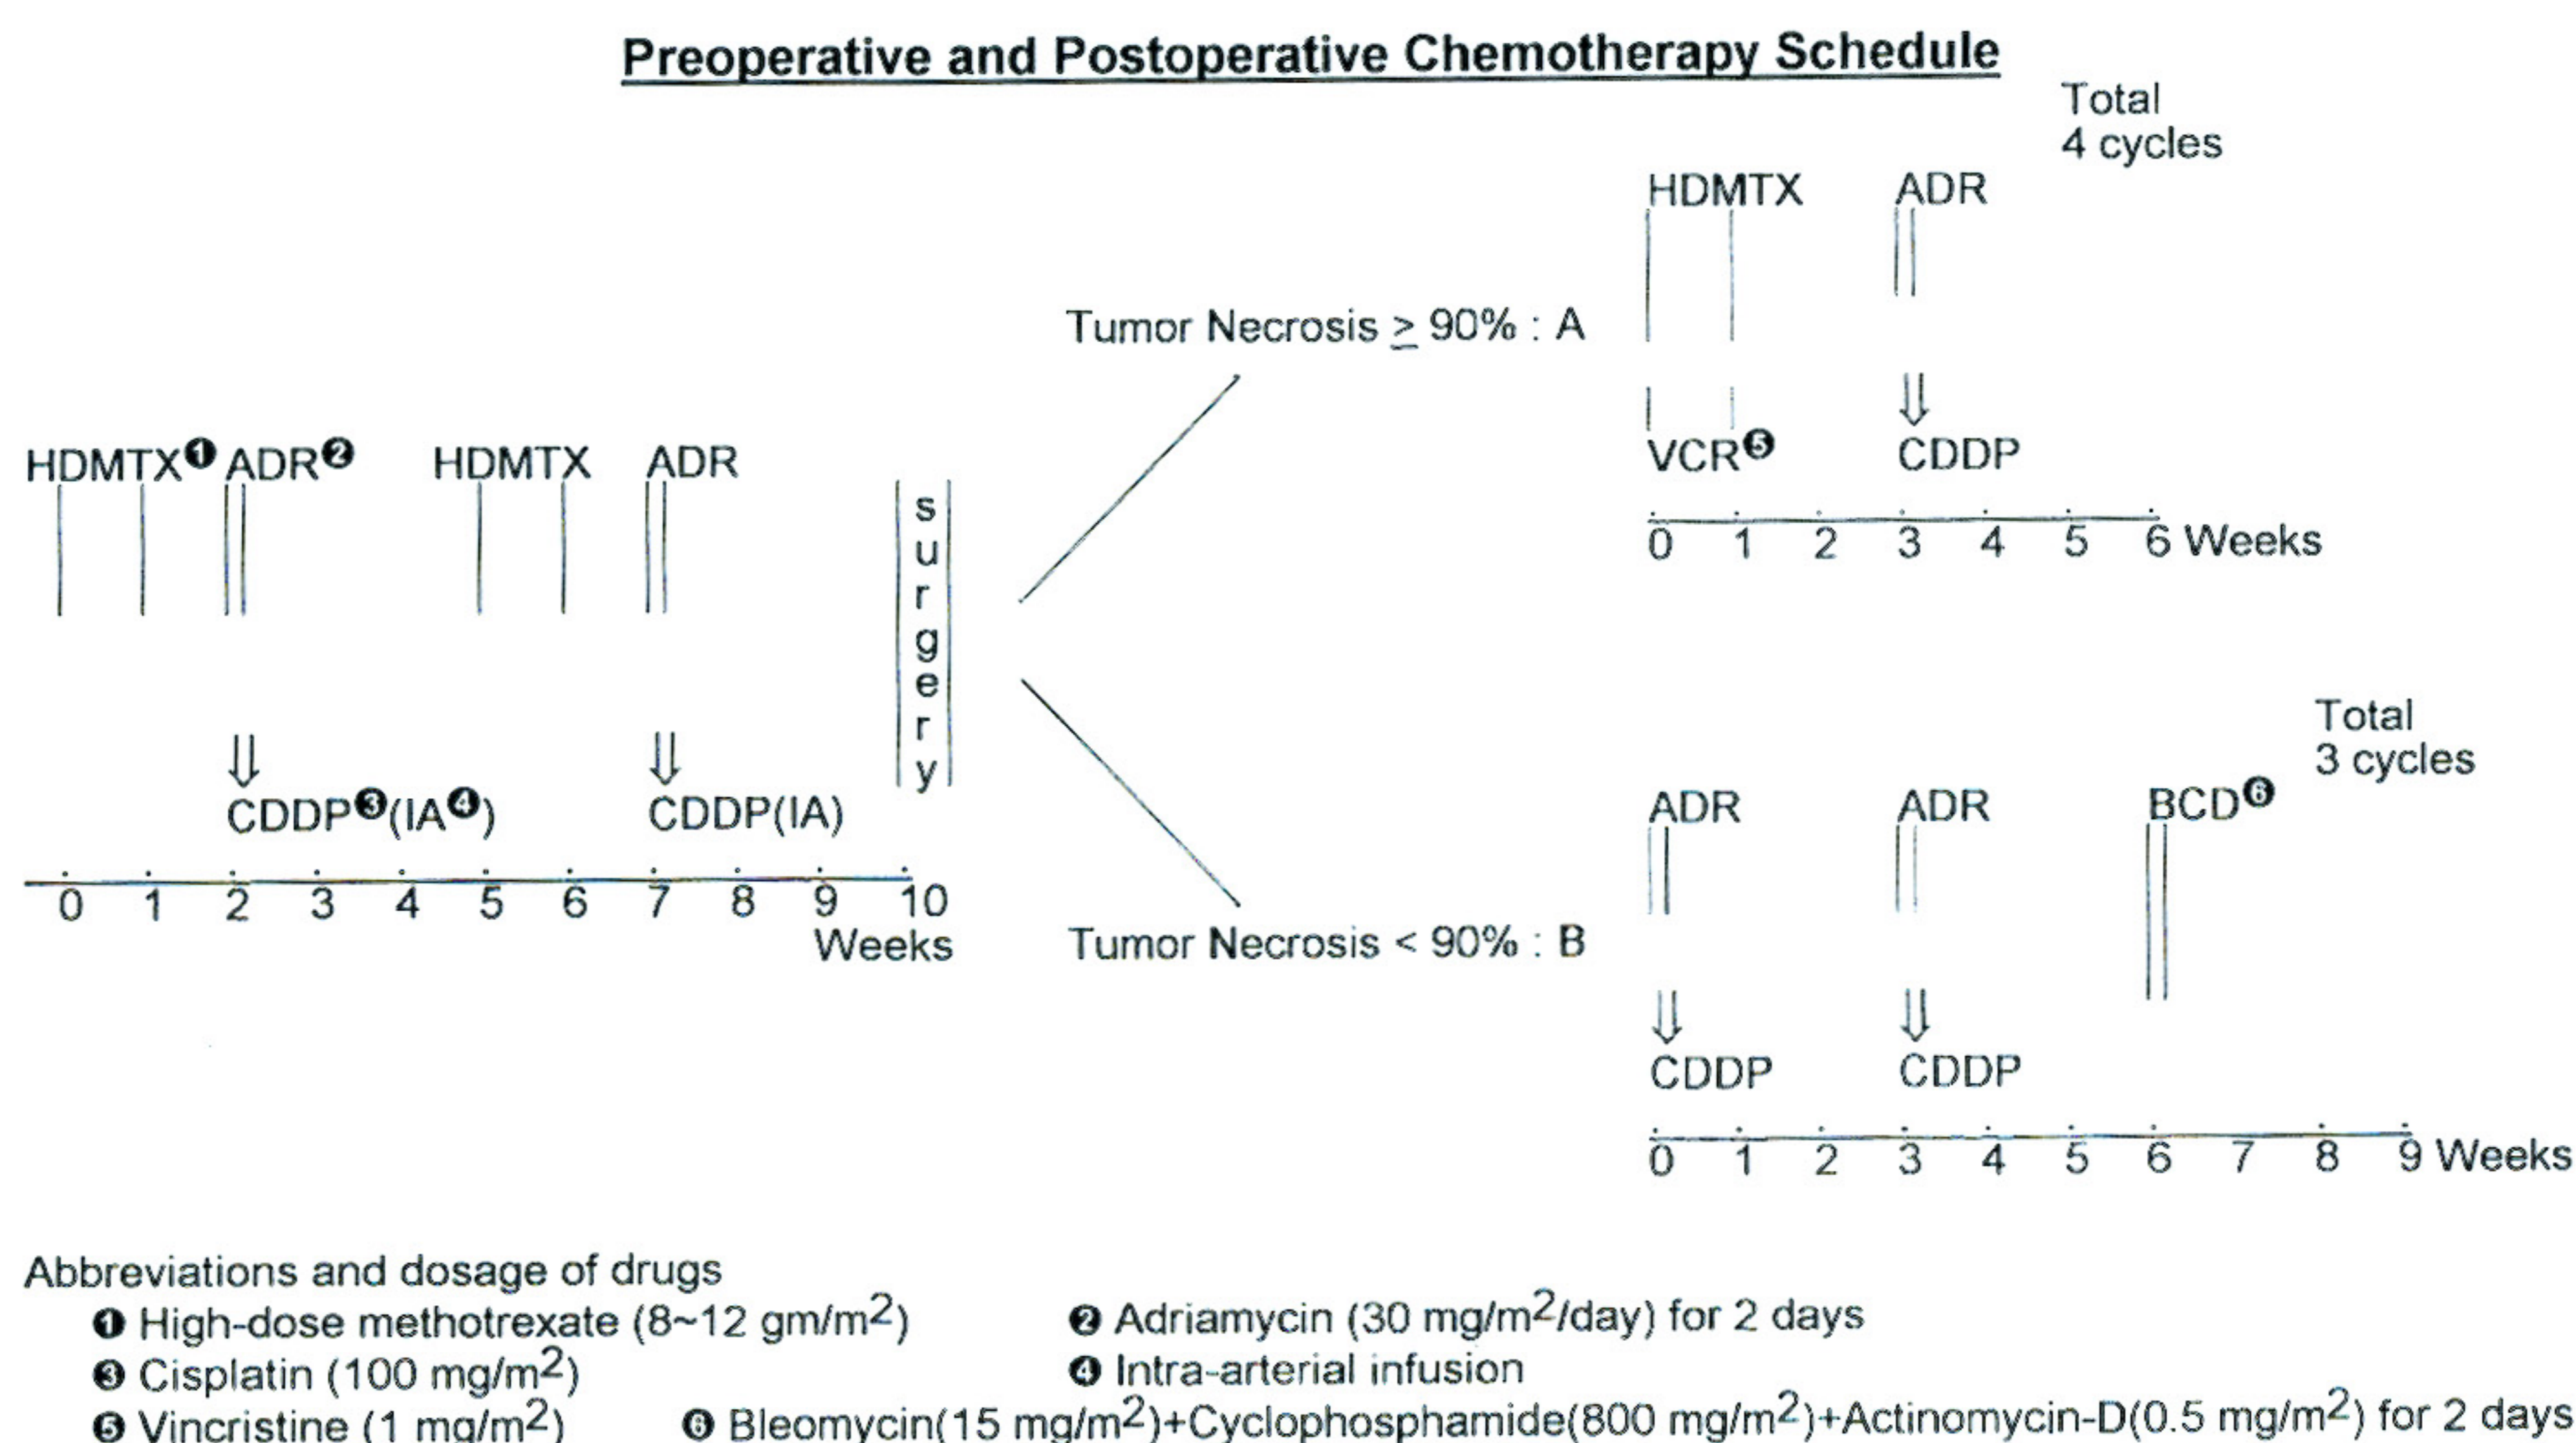 Preoperative and Postoperative Chemotherapy Schedule
Total
4 cycles
HDMTX ADR
Tumor Necrosis ≥ 90% : A
VCR❺ CDDP
0 1 2 3 4 5 6 Weeks
HDMTX❶ ADR❷ HDMTX ADR
surgery
CDDP❸(IA❹) CDDP(IA)
0 1 2 3 4 5 6 7 8 9 10
Weeks
Tumor Necrosis < 90% : B
Total
3 cycles
ADR ADR BCD❻
CDDP CDDP
0 1 2 3 4 5 6 7 8 9 Weeks
Abbreviations and dosage of drugs
❶ High-dose methotrexate (8~12 gm/m2) ❷ Adriamycin (30 mg/m2/day) for 2 days
❸ Cisplatin (100 mg/m2) ❹ Intra-arterial infusion
❺ Vincristine (1 mg/m2) ❻ Bleomycin(15 mg/m2)+Cyclophosphamide(800 mg/m2)+Actinomycin-D(0.5 mg/m2) for 2 days